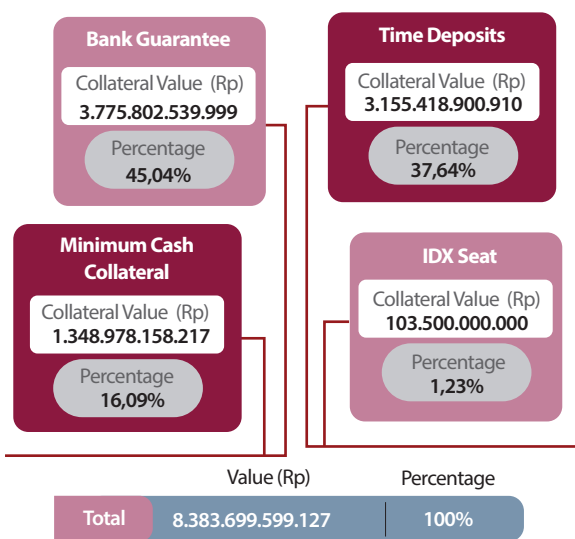 Bank Guarantee
Collateral Value (Rp)
3.775.802.539.999
Percentage
45,04%
Time Deposits
Collateral Value (Rp)
3.155.418.900.910
Percentage
37,64%
Minimum Cash
Collateral
Collateral Value (Rp)
1.348.978.158.217
Percentage
16,09%
IDX Seat
Collateral Value (Rp)
103.500.000.000
Percentage
1,23%
Value (Rp) Percentage
Total 8.383.699.599.127 100%